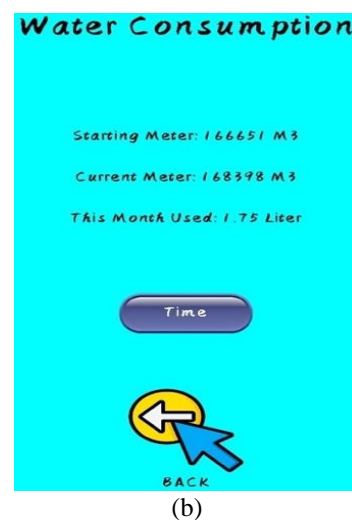 Water Consumption
Starting Meter: 166651 M3
Current Meter: 168398 M3
This Month Used: 1.75 Liter
Time
BACK
(b)